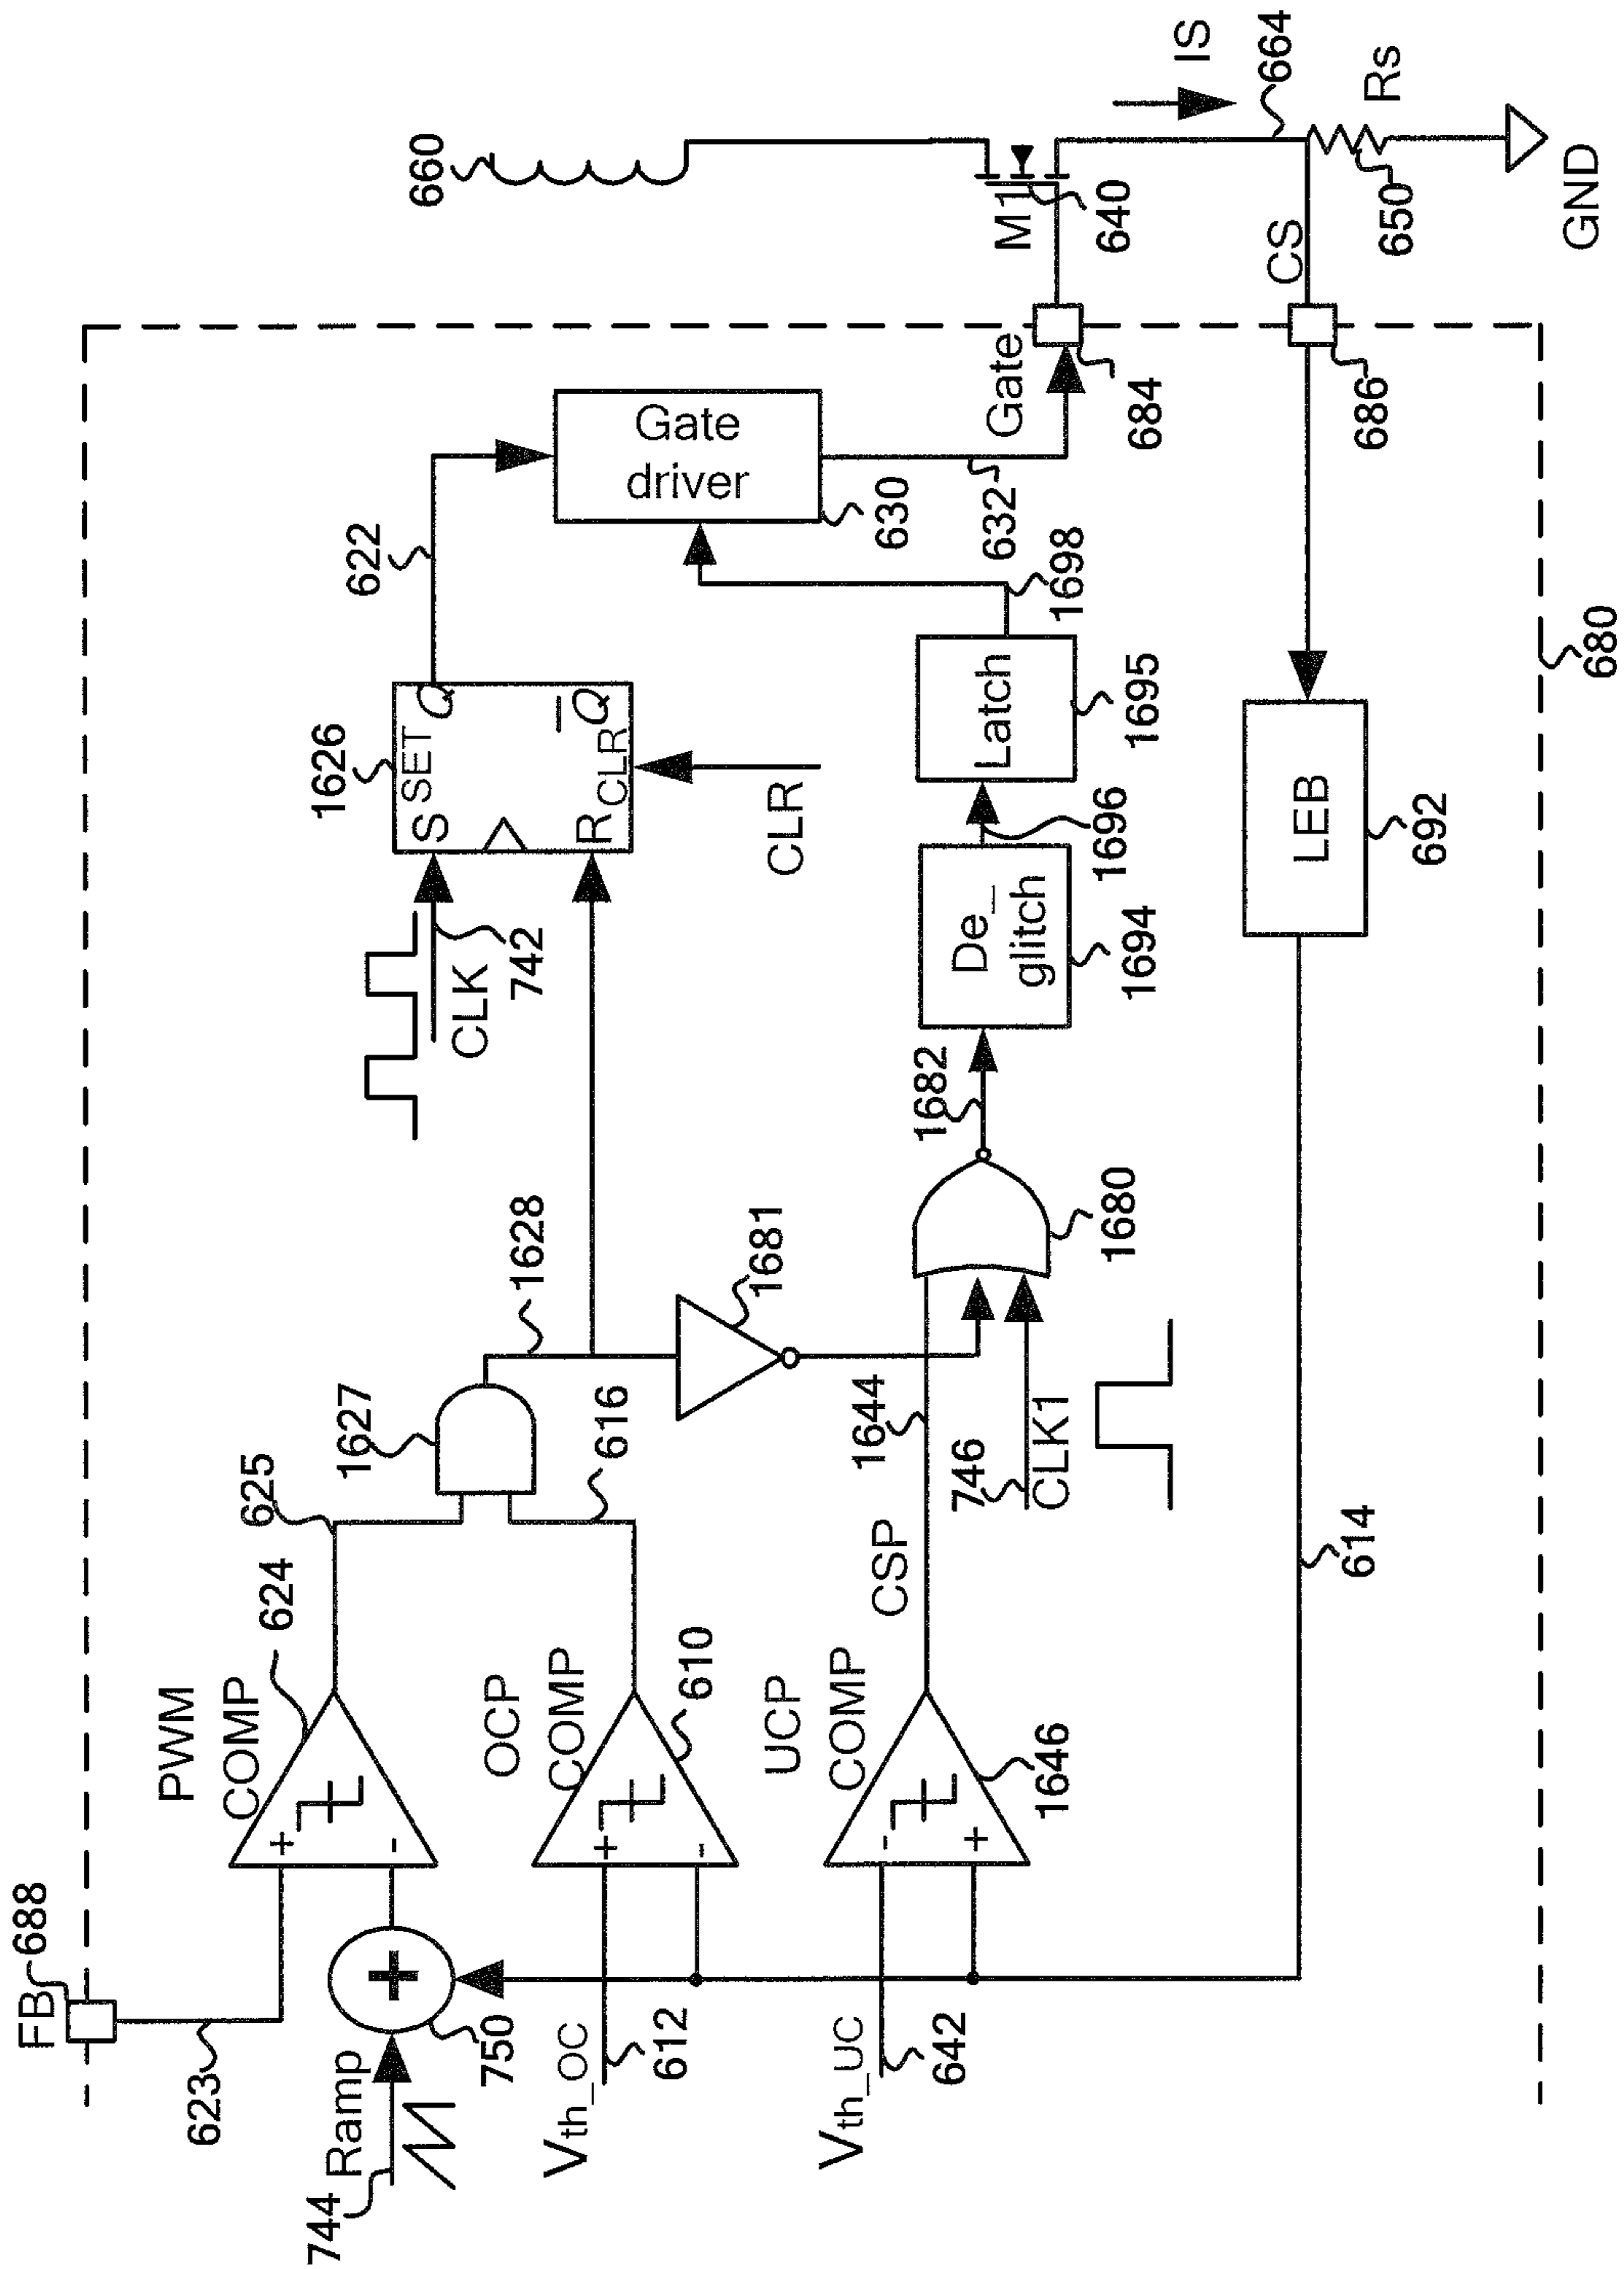 660
IS
664
Rs
650
GND
M1
640
CS
Gate
684
686
680
622
Gate
driver
630
632
1698
1626
S SET Q
R CLR Q
CLR
Latch
1695
1696
De_
glitch
1694
LEB
692
CLK
742
1682
1680
1628
1681
1627
616
625
624
1644
746
CLK1
CSP
614
PWM
COMP
+
-
OCP
COMP
610
+
-
UCP
COMP
1646
-
+
FB
688
623
+
750
Ramp
744
Vth_OC
612
Vth_UC
642